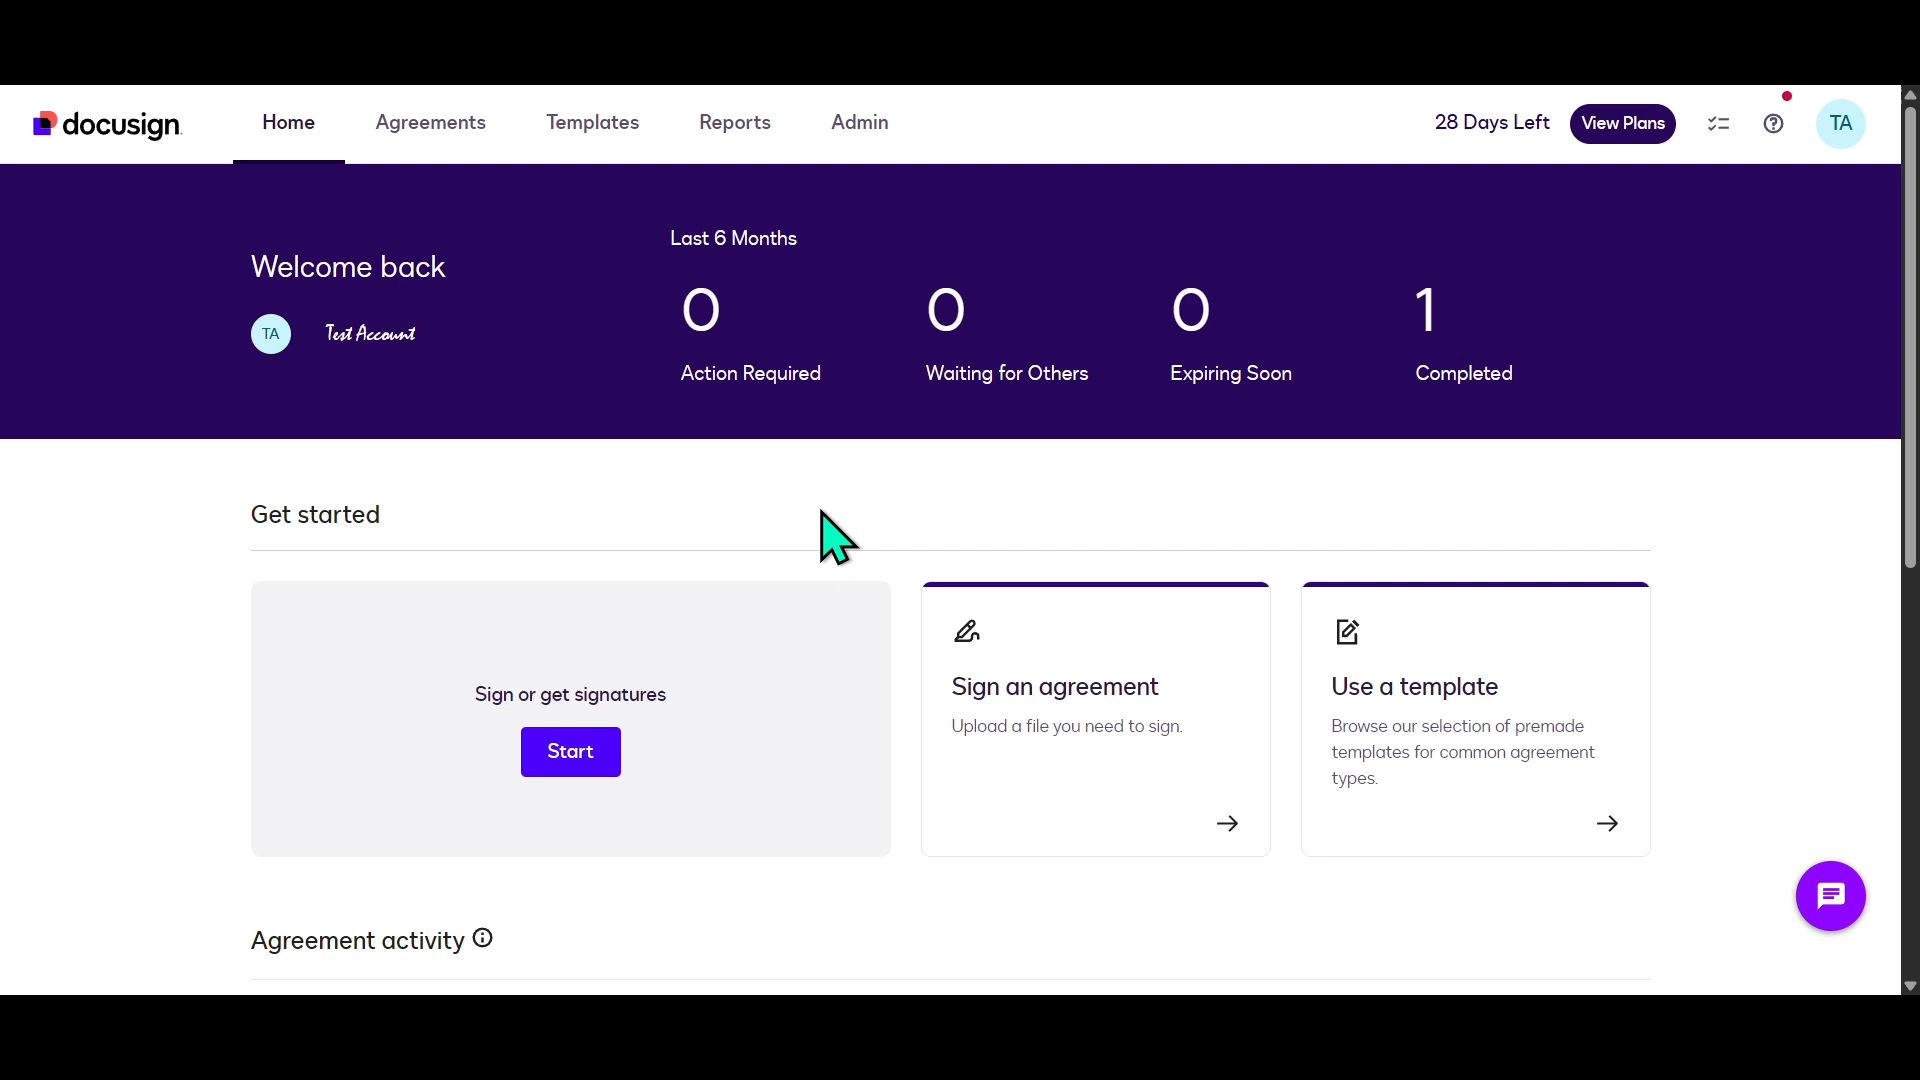 docusign
Home
Agreements
Templates
Reports
Admin
28 Days Left
View Plans
TA
Welcome back
TA
Test Account
Last 6 Months
0
0
0
1
Action Required
Waiting for Others
Expiring Soon
Completed
Get started
Sign or get signatures
Start
Sign an agreement
Upload a file you need to sign.
Use a template
Browse our selection of premade
templates for common agreement
types.
Agreement activity